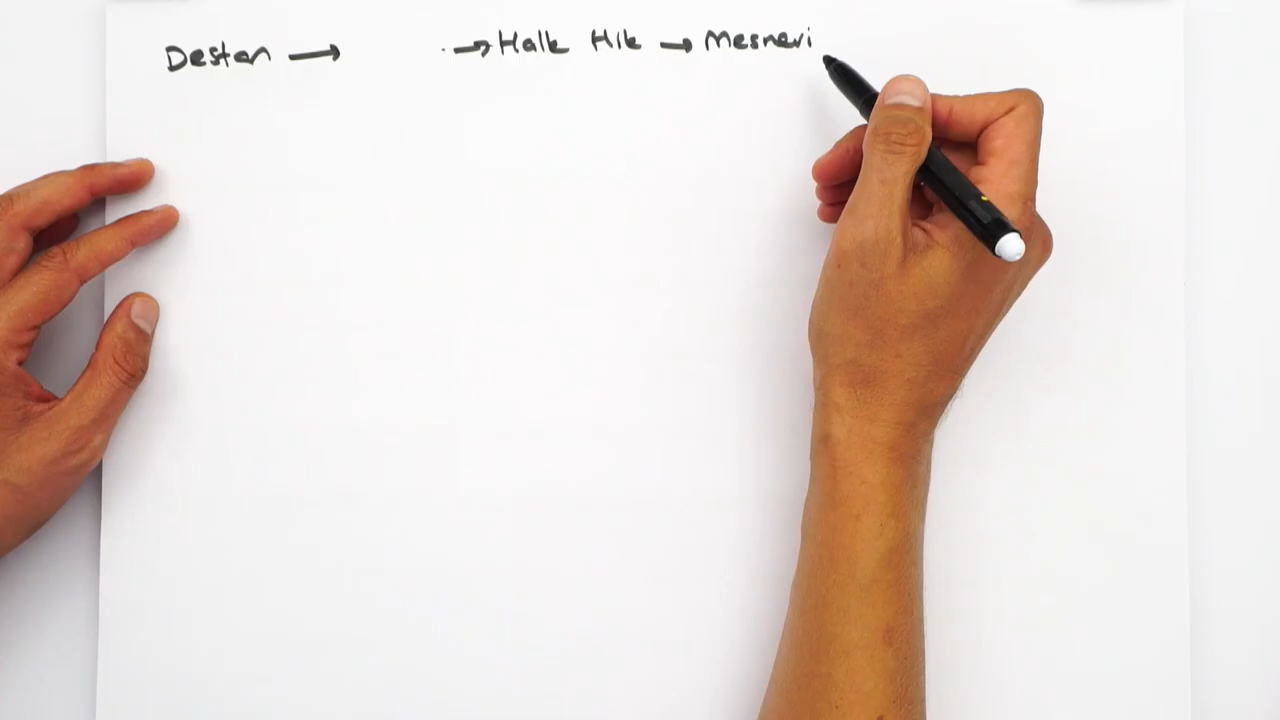 Destan → → Halk Hik → Mesnevi